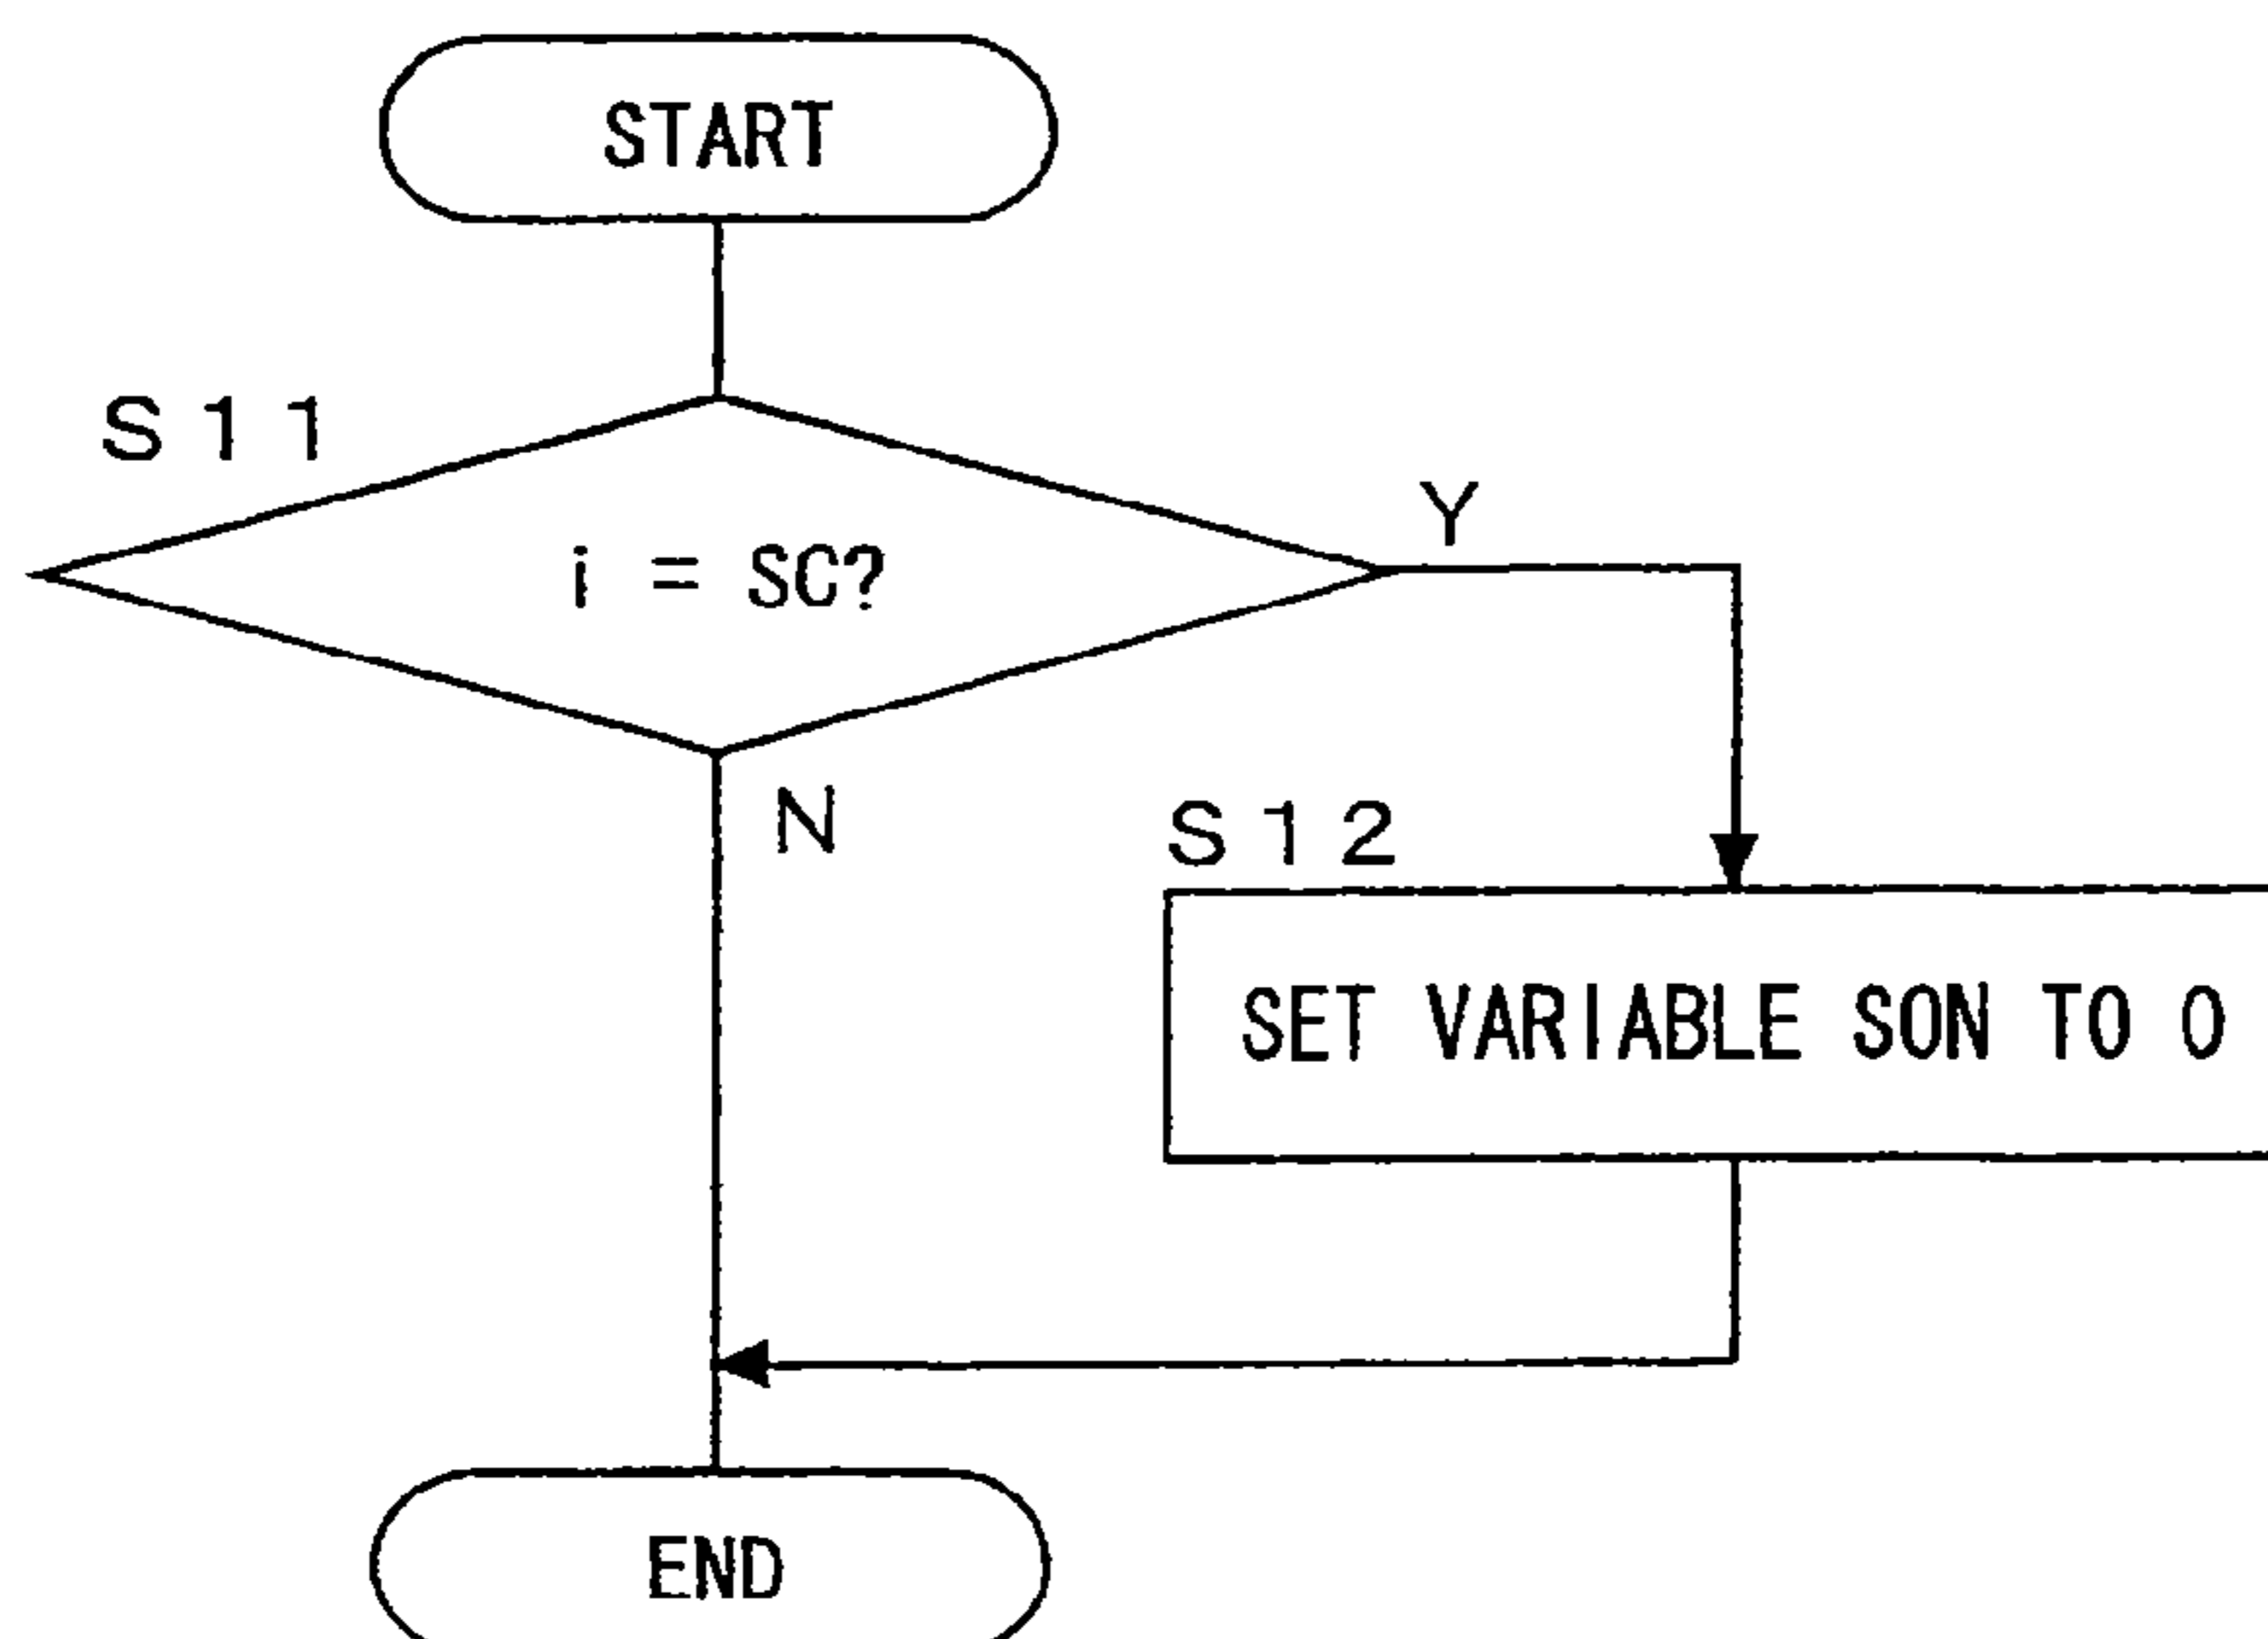 START
S11
i = SC?
Y
N
S12
SET VARIABLE SON TO 0
END